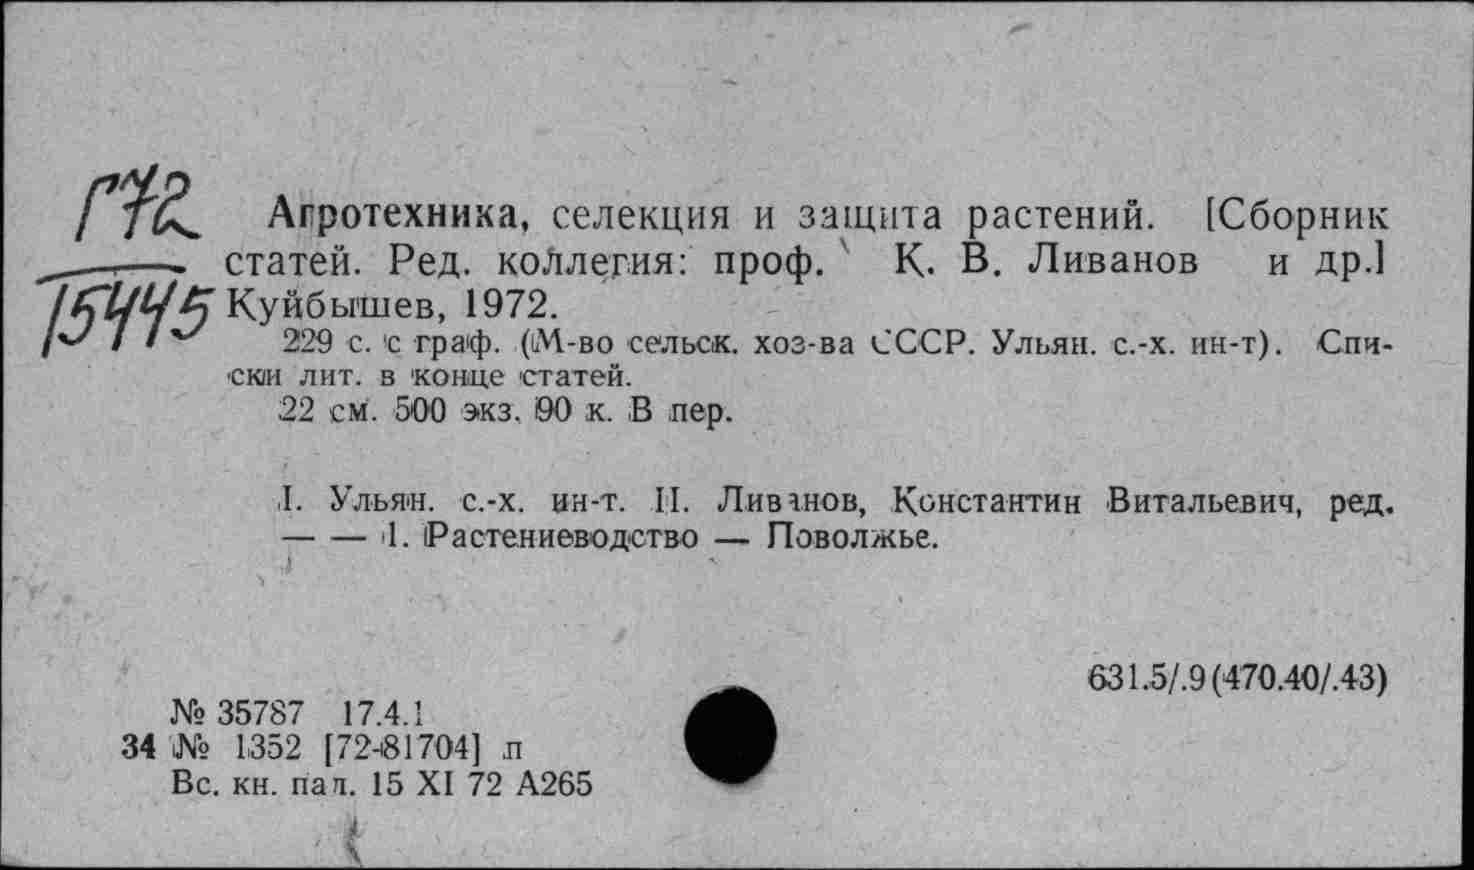 Г72
15445
Агротехника, селекция и защита растений. [Сборник
статей. Ред. коллегия: проф. К. В. Ливанов и др.]
Куйбышев, 1972.
229 с. с граф. (М-во сельск. хоз-ва СССР. Ульян. с.-х. ин-т). Спи-
ски лит. в конце статей.
22 см. 500 экз. 90 к. В пер.
I. Ульян. с.-х. ин-т. II. Ливанов, Константин Витальевич, ред.
— — 1. Растениеводство — Поволжье.
631.5/.9(470.40/.43)
№ 35787 17.4.1
34 № 1352 [72-81704] п
Вс. кн. пал. 15 XI 72 А265